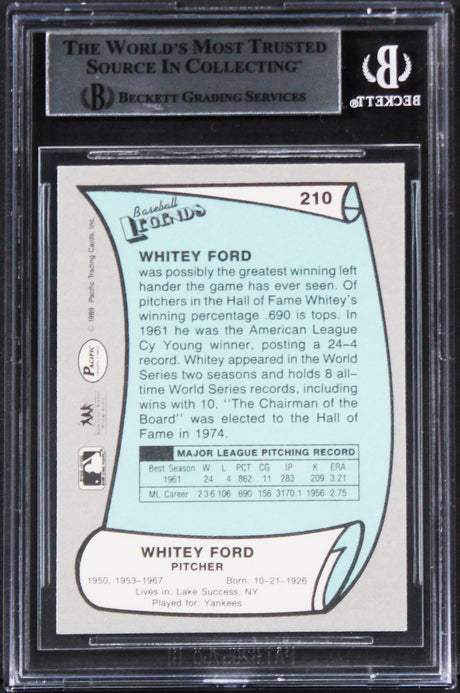 THE WORLD'S MOST TRUSTED
SOURCE IN COLLECTING™
BECKETT GRADING SERVICES
BECKETT
210
Baseball
LEGENDS
WHITEY FORD
was possibly the greatest winning left
hander the game has ever seen. Of
pitchers in the Hall of Fame Whitey's
winning percentage .690 is tops. In
1961 he was the American League
Cy Young winner, posting a 24-4
record. Whitey appeared in the World
Series two seasons and holds 8 all-
time World Series records, including
wins with 10. "The Chairman of the
Board" was elected to the Hall of
Fame in 1974.
MAJOR LEAGUE PITCHING RECORD
Best Season W L PCT CG IP K ERA
1961 24 4 .862 11 283 209 3.21
ML Career 236 106 690 156 3170.1 1956 2.75
WHITEY FORD
PITCHER
1950, 1953-1967 Born: 10-21-1926
Lives in: Lake Success, NY
Played for: Yankees
© 1989 Pacific Trading Cards, Inc.
Pacific